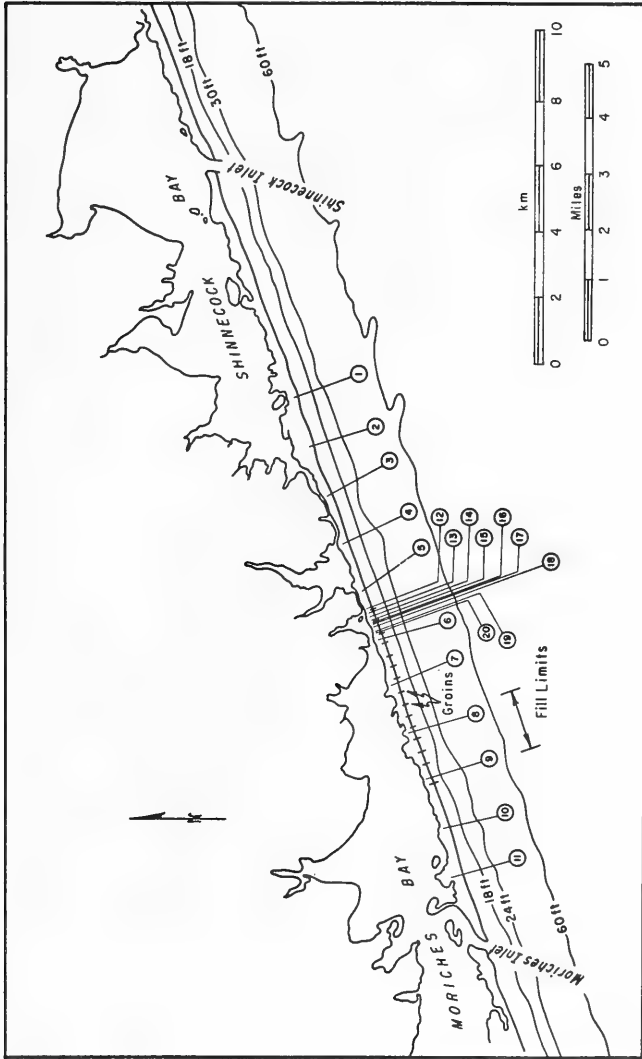 18ft
30ft
60ft
Shinnecock Inlet
SHINNECOCK
BAY
km
0 2 4 6 8 10
Miles
0 1 2 3 4 5
1
2
3
4
5
12
13
14
15
16
17
18
6
20
19
7
Groins
8
Fill Limits
9
10
11
MORICHES
BAY
18ft
24ft
60ft
Moriches Inlet